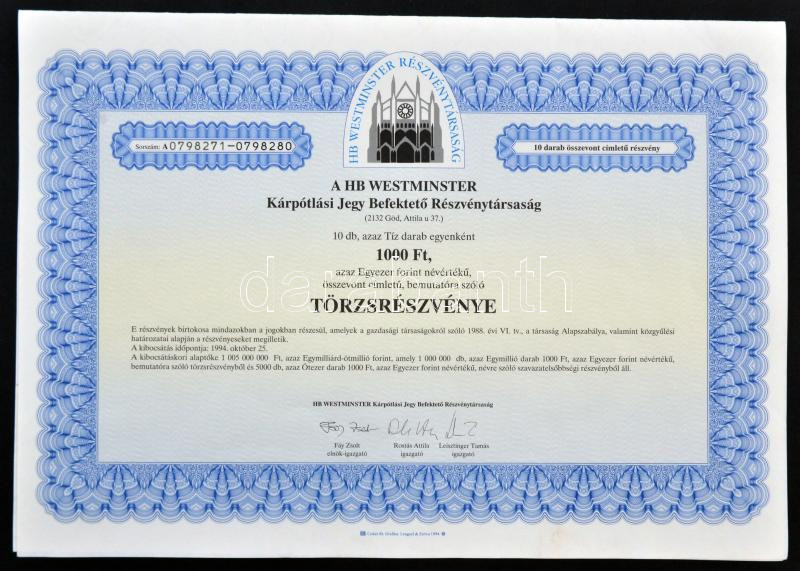 HB WESTMINSTER RÉSZVÉNYTÁRSASÁG
Sorszám: A 0798271-0798280
10 darab összevont címletű részvény
A HB WESTMINSTER
Kárpótlási Jegy Befektető Részvénytársaság
(2132 Göd, Attila u 37.)
10 db, azaz Tíz darab egyenként
1000 Ft,
azaz Egyezer forint névértékű,
összevont címletű, bemutatóra szóló
darabanth
TÖRZSRÉSZVÉNYE
E részvények birtokosa mindazokban a jogokban részesül, amelyek a gazdasági társaságokról szóló 1988. évi VI. tv., a társaság Alapszabálya, valamint közgyűlési
határozatai alapján a részvényeseket megilletik.
A kibocsátás időpontja: 1994. október 25.
A kibocsátáskori alaptőke 1 005 000 000 Ft, azaz Egymilliárd-ötmillió forint, amely 1 000 000 db, azaz Egymillió darab 1000 Ft, azaz Egyezer forint névértékű,
bemutatóra szóló törzsrészvényből és 5000 db, azaz Ötezer darab 1000 Ft, azaz Egyezer forint névértékű, névre szóló szavazatelsőbbségi részvényből áll.
HB WESTMINSTER Kárpótlási Jegy Befektető Részvénytársaság
Fáy Zsolt Rostás Attila Leisztinger Tamás
elnök-igazgató igazgató igazgató
1994